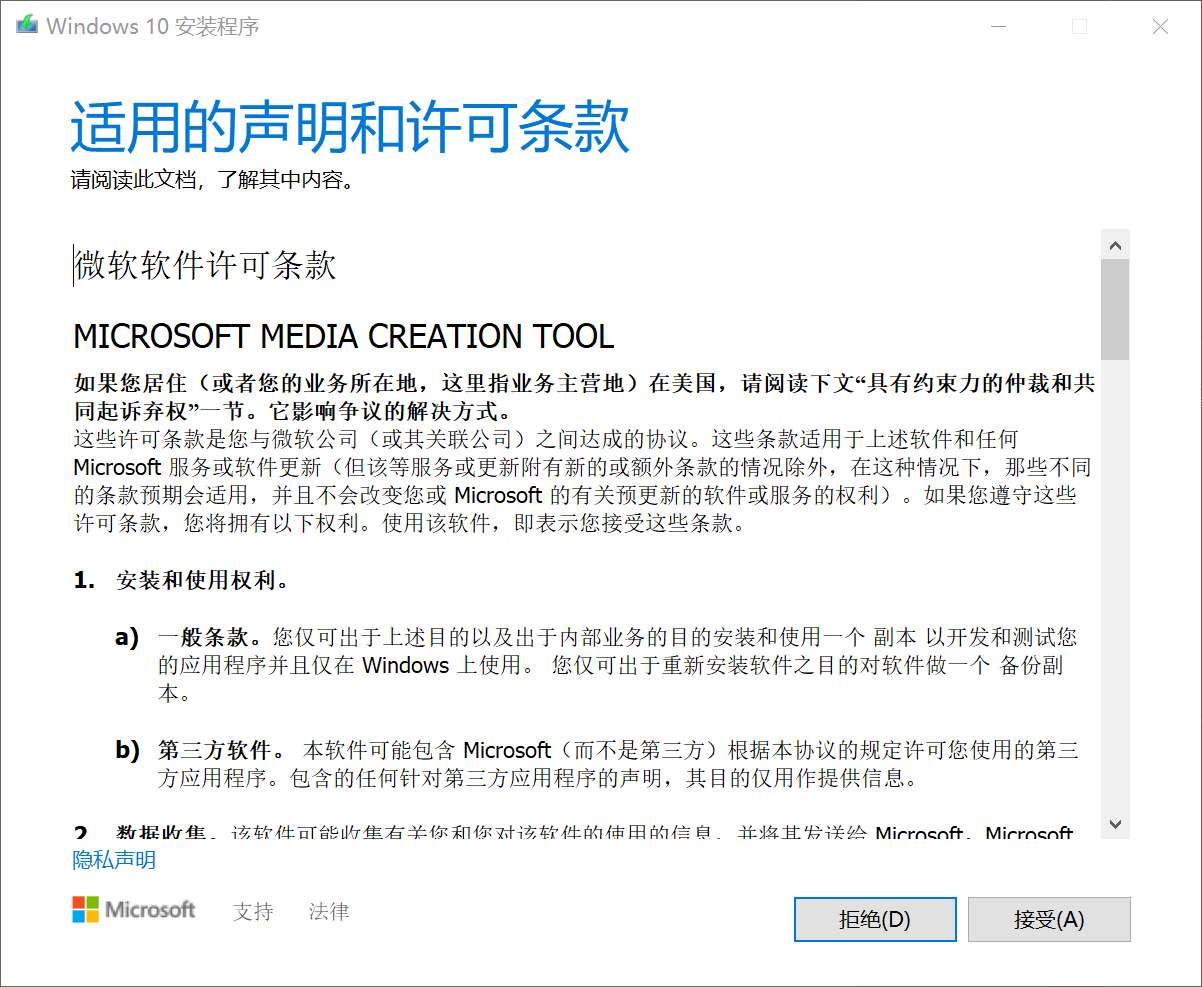 Windows 10 安装程序
适用的声明和许可条款
请阅读此文档，了解其中内容。
微软软件许可条款
MICROSOFT MEDIA CREATION TOOL
如果您居住（或者您的业务所在地，这里指业务主营地）在美国，请阅读下文“具有约束力的仲裁和共
同起诉弃权”一节。它影响争议的解决方式。
这些许可条款是您与微软公司（或其关联公司）之间达成的协议。这些条款适用于上述软件和任何
Microsoft 服务或软件更新（但该等服务或更新附有新的或额外条款的情况除外，在这种情况下，那些不同
的条款预期会适用，并且不会改变您或 Microsoft 的有关预更新的软件或服务的权利）。如果您遵守这些
许可条款，您将拥有以下权利。使用该软件，即表示您接受这些条款。
1. 安装和使用权利。
a) 一般条款。您仅可出于上述目的以及出于内部业务的目的安装和使用一个 副本 以开发和测试您
的应用程序并且仅在 Windows 上使用。 您仅可出于重新安装软件之目的对软件做一个 备份副
本。
b) 第三方软件。 本软件可能包含 Microsoft（而不是第三方）根据本协议的规定许可您使用的第三
方应用程序。包含的任何针对第三方应用程序的声明，其目的仅用作提供信息。
2. 数据收集。该软件可能收集有关您和您对该软件的使用的信息，并将其发送给 Microsoft。Microsoft
隐私声明
Microsoft 支持 法律
拒绝(D) 接受(A)